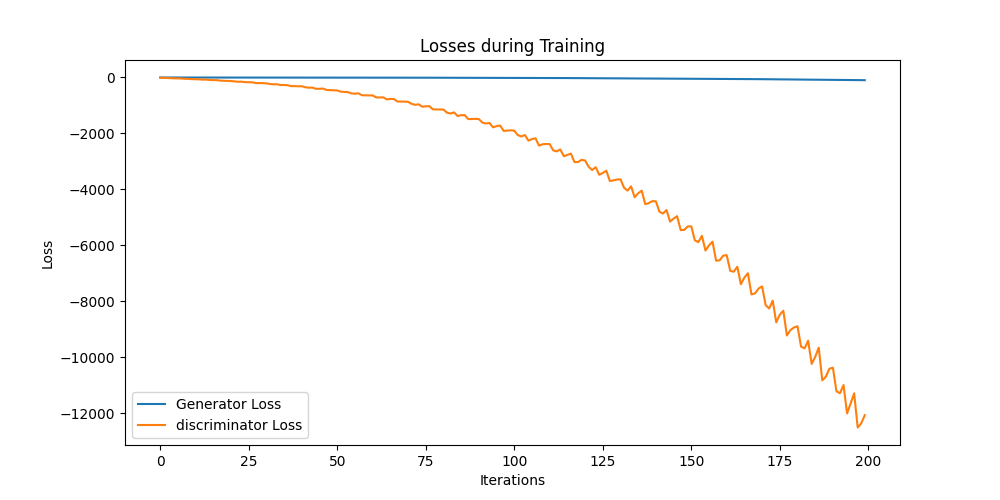 Losses during Training
Loss
0
−2000
−4000
−6000
−8000
−10000
−12000
Generator Loss
discriminator Loss
0 25 50 75 100 125 150 175 200
Iterations